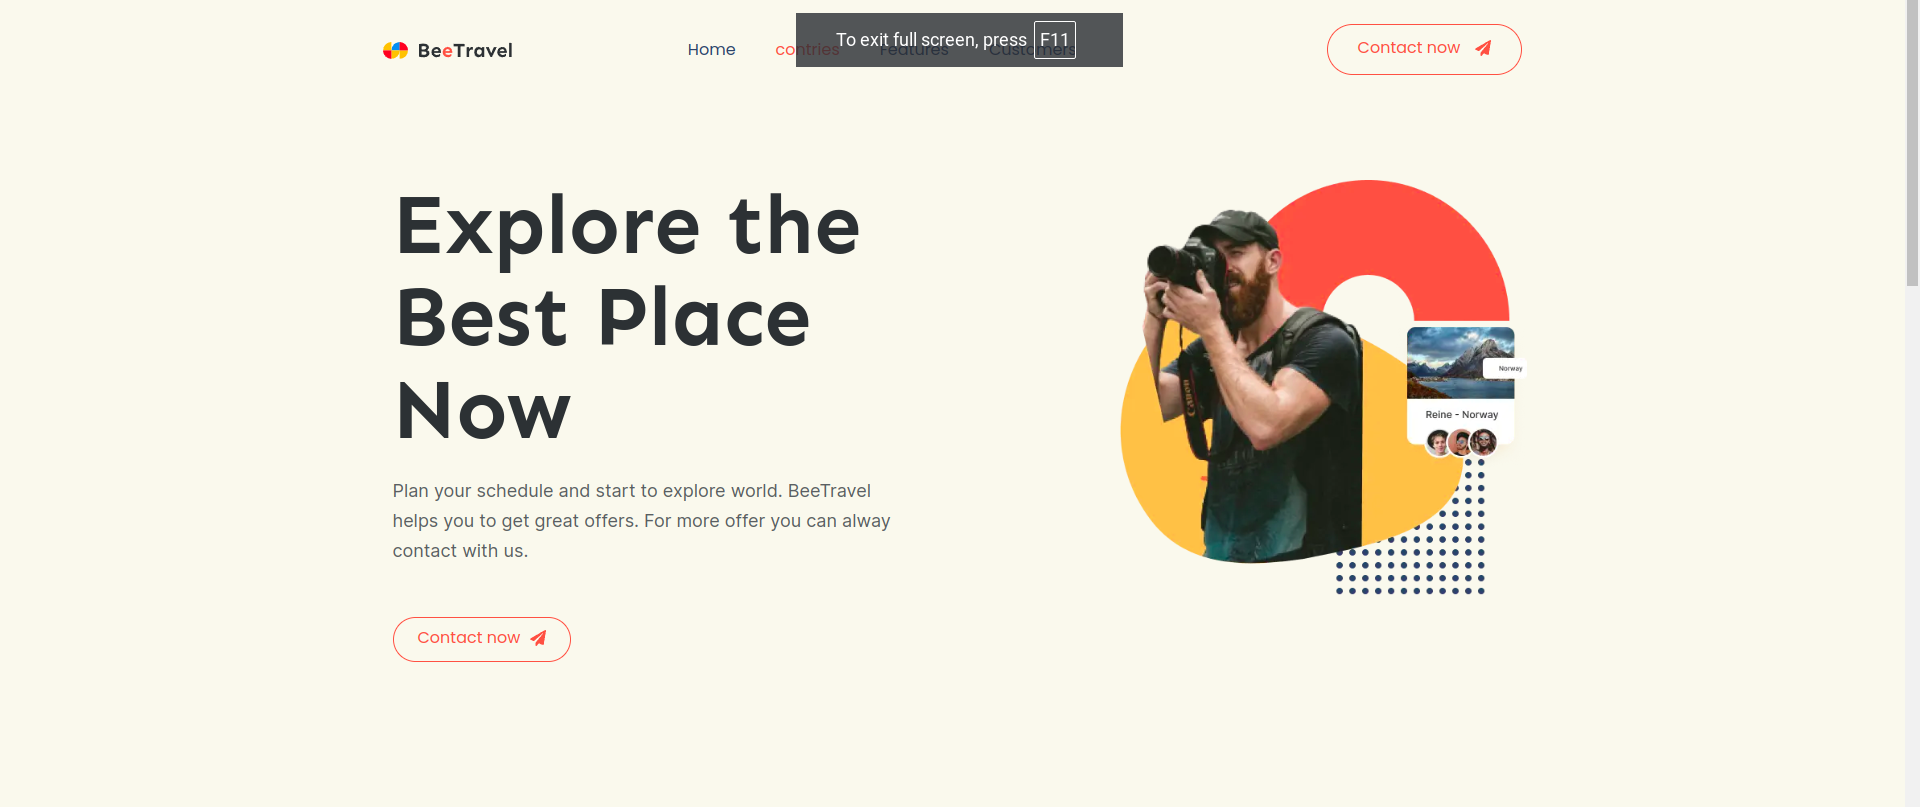 BeeTravel
Home
contries
Features
Customers
To exit full screen, press F11
Contact now
Explore the
Best Place
Now
Plan your schedule and start to explore world. BeeTravel
helps you to get great offers. For more offer you can alway
contact with us.
Contact now
Norway
Reine - Norway
Canon